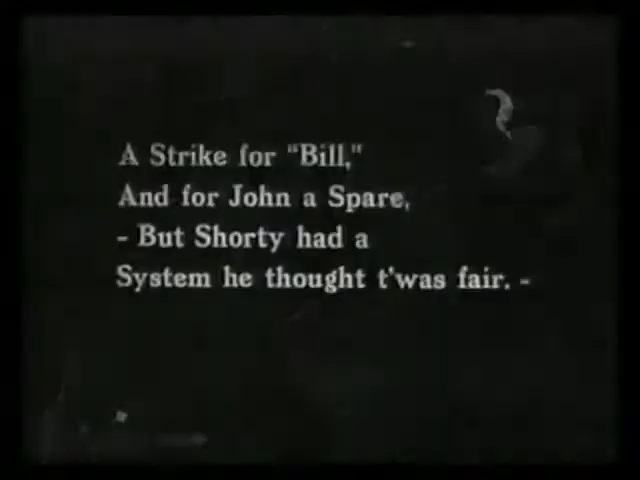 A Strike for "Bill,"
And for John a Spare,
- But Shorty had a
System he thought t'was fair. -